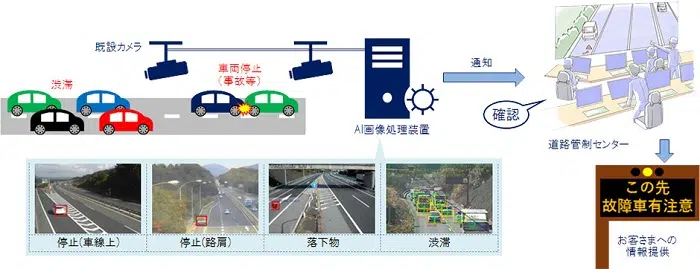 既設カメラ
渋滞
車両停止
(事故等)
AI画像処理装置
通知
確認
道路管制センター
停止(車線上)
停止(路肩)
落下物
渋滞
この先
故障車有注意
お客さまへの
情報提供